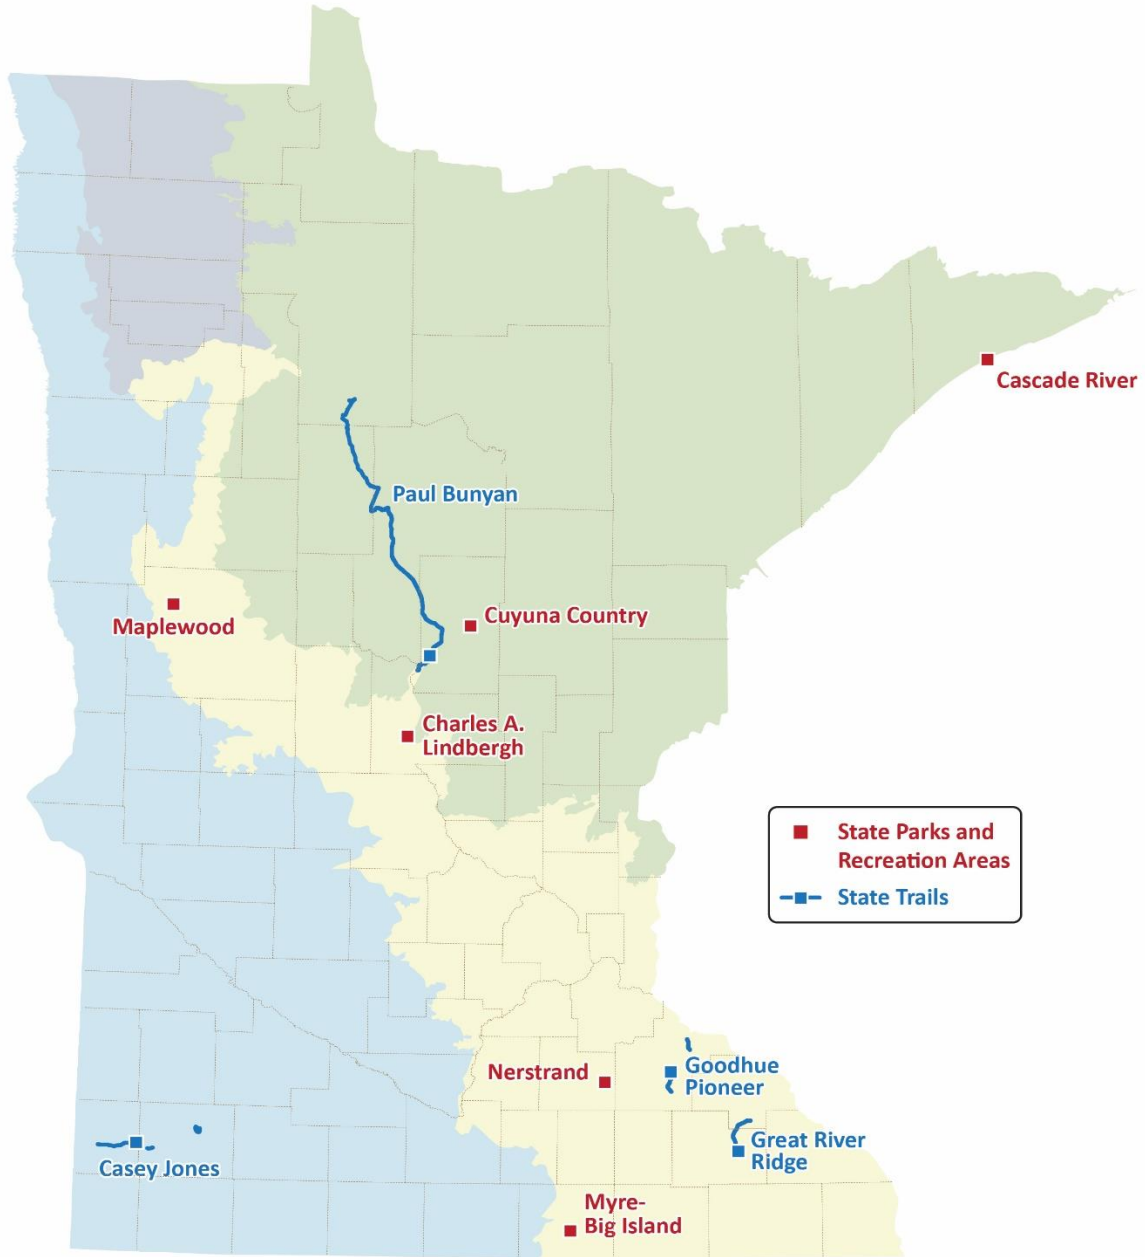 Cascade River
Paul Bunyan
Cuyuna Country
Maplewood
Charles A.
Lindbergh
State Parks and
Recreation Areas
State Trails
Nerstrand
Goodhue
Pioneer
Great River
Ridge
Casey Jones
Myre-
Big Island